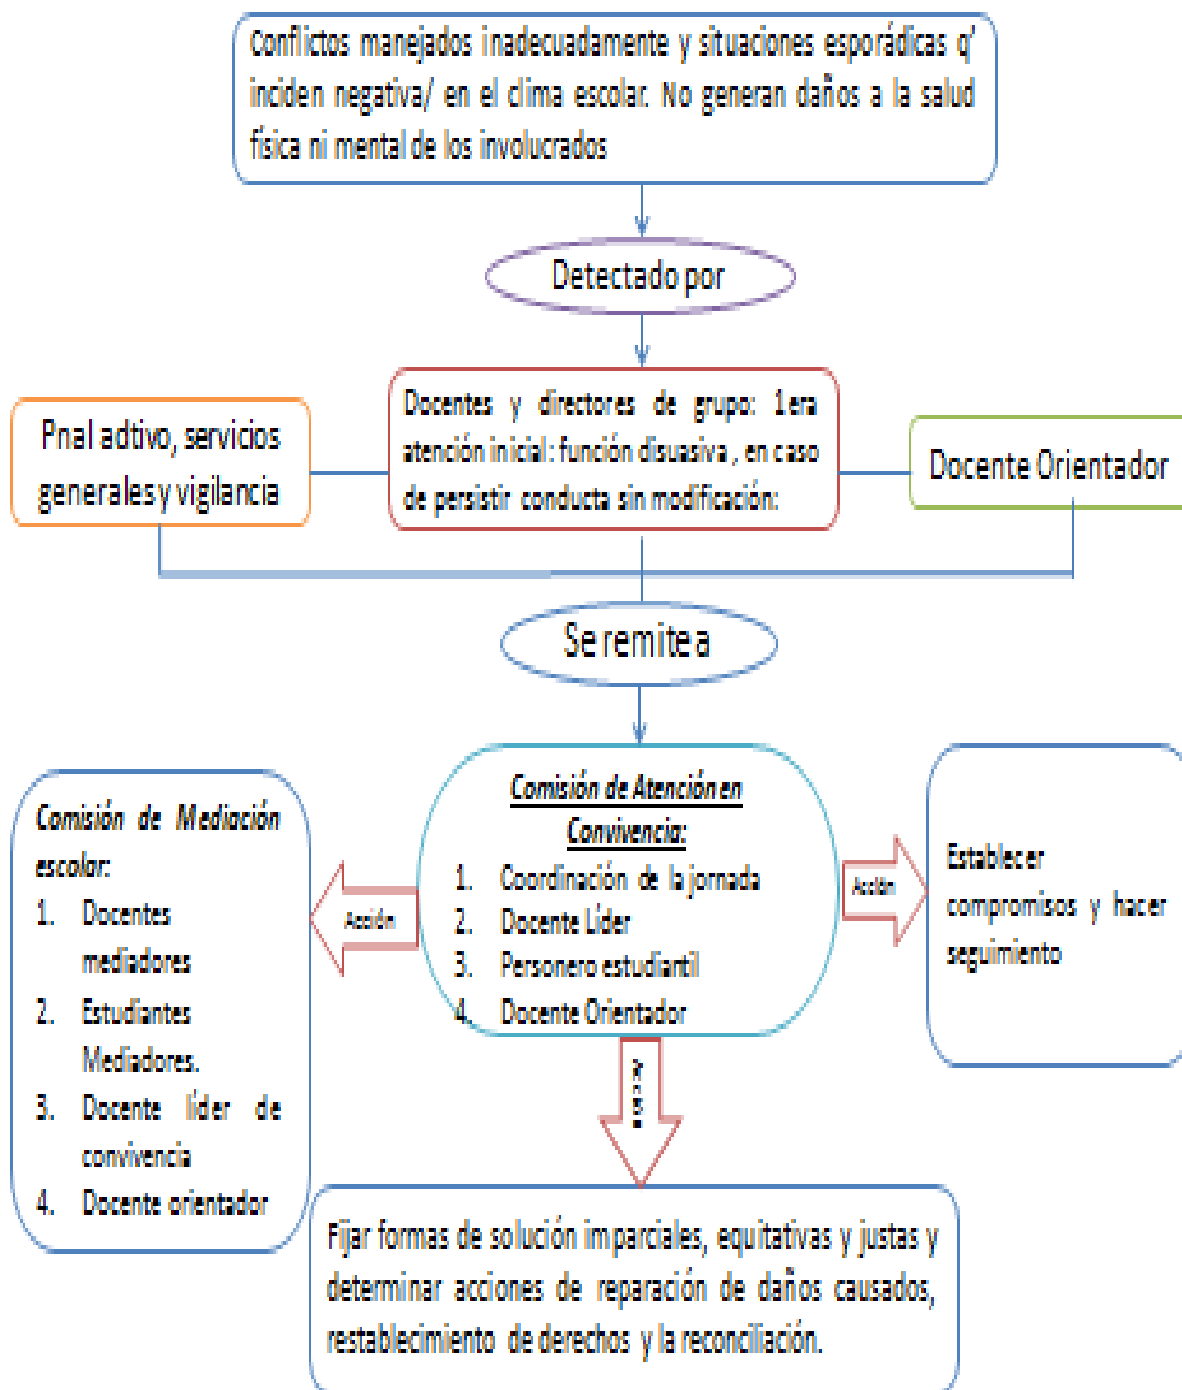 Conflictos manejados inadecuadamente y situaciones esporádicas q'
inciden negativa/ en el clima escolar. No generan daños a la salud
física ni mental de los involucrados
Detectado por
Pnal adtivo, servicios
generales y vigilancia
Docentes y directores de grupo: 1era
atención inicial: función disuasiva, en caso
de persistir conducta sin modificación:
Docente Orientador
Se remite a
Comisión de Mediación
escolar:
1. Docentes
mediadores
2. Estudiantes
Mediadores.
3. Docente líder de
convivencia
4. Docente orientador
Acción
Comisión de Atención en
Convivencia:
1. Coordinación de la jornada
2. Docente Líder
3. Personero estudiantil
4. Docente Orientador
Acción
Establecer
compromisos y hacer
seguimiento
Fijar formas de solución imparciales, equitativas y justas y
determinar acciones de reparación de daños causados,
restablecimiento de derechos y la reconciliación.